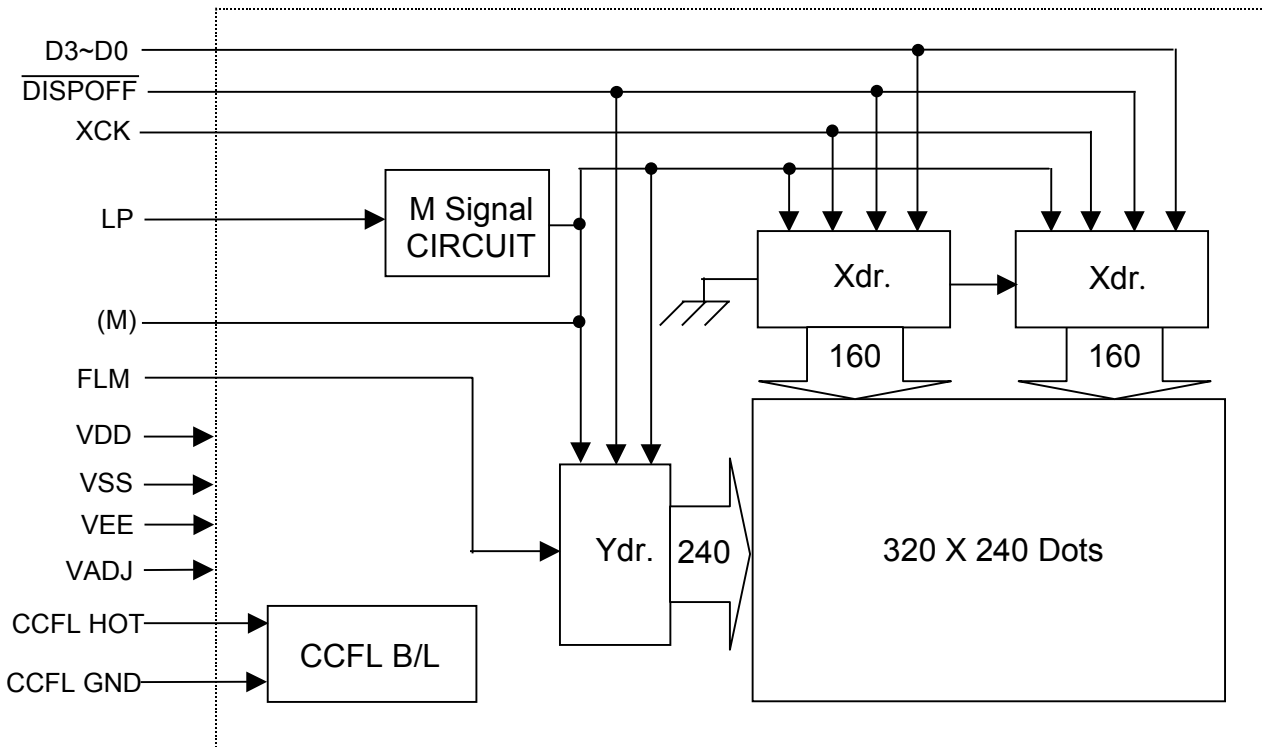 D3~D0
DISPOFF
XCK
LP
M Signal
CIRCUIT
(M)
FLM
VDD
VSS
VEE
VADJ
CCFL HOT
CCFL GND
CCFL B/L
Xdr.
Xdr.
160
160
Ydr.
240
320 X 240 Dots